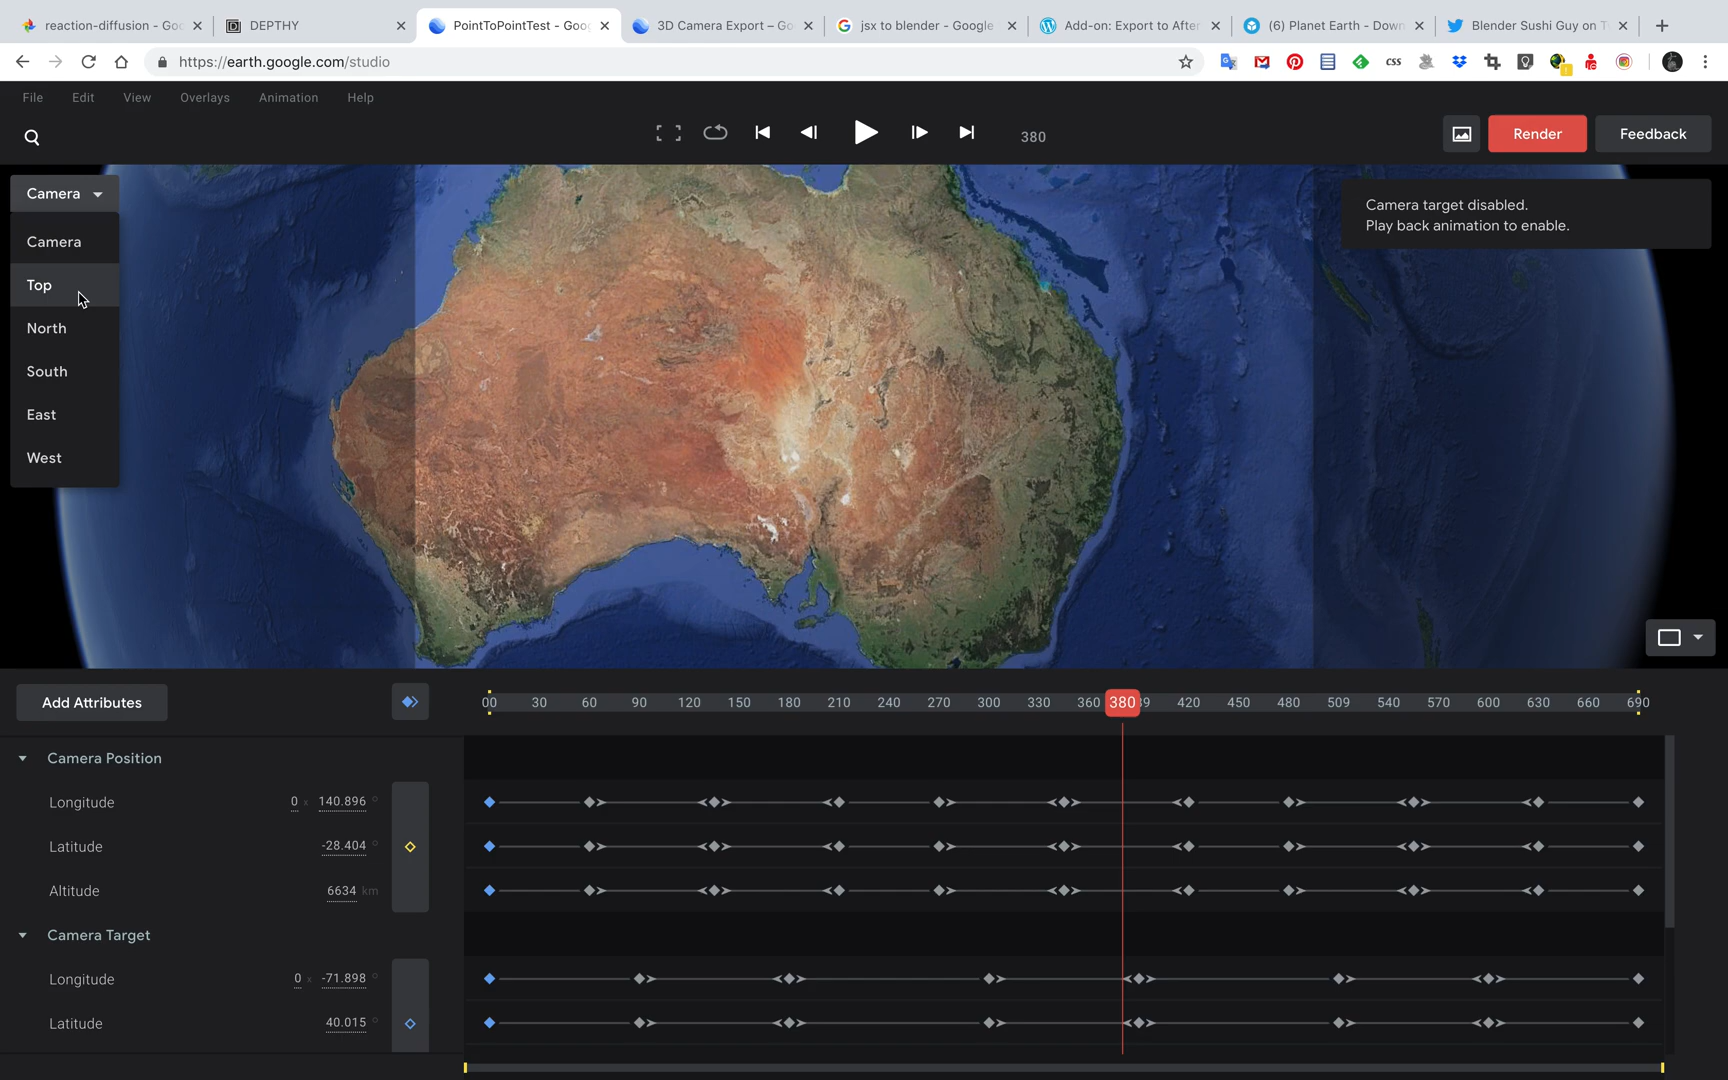 reaction-diffusion - Goo
DEPTHY
PointToPointTest - Goog
3D Camera Export – Go
jsx to blender - Google
Add-on: Export to After
(6) Planet Earth - Down
Blender Sushi Guy on T
https://earth.google.com/studio
css
File Edit View Overlays Animation Help
380
Render
Feedback
Camera
Camera
Top
North
South
East
West
Camera target disabled.
Play back animation to enable.
Add Attributes
00 30 60 90 120 150 180 210 240 270 300 330 360 380 39 420 450 480 509 540 570 600 630 660 690
Camera Position
Longitude 0 x 140.896 °
Latitude -28.404 °
Altitude 6634 km
Camera Target
Longitude 0 x -71.898 °
Latitude 40.015 °